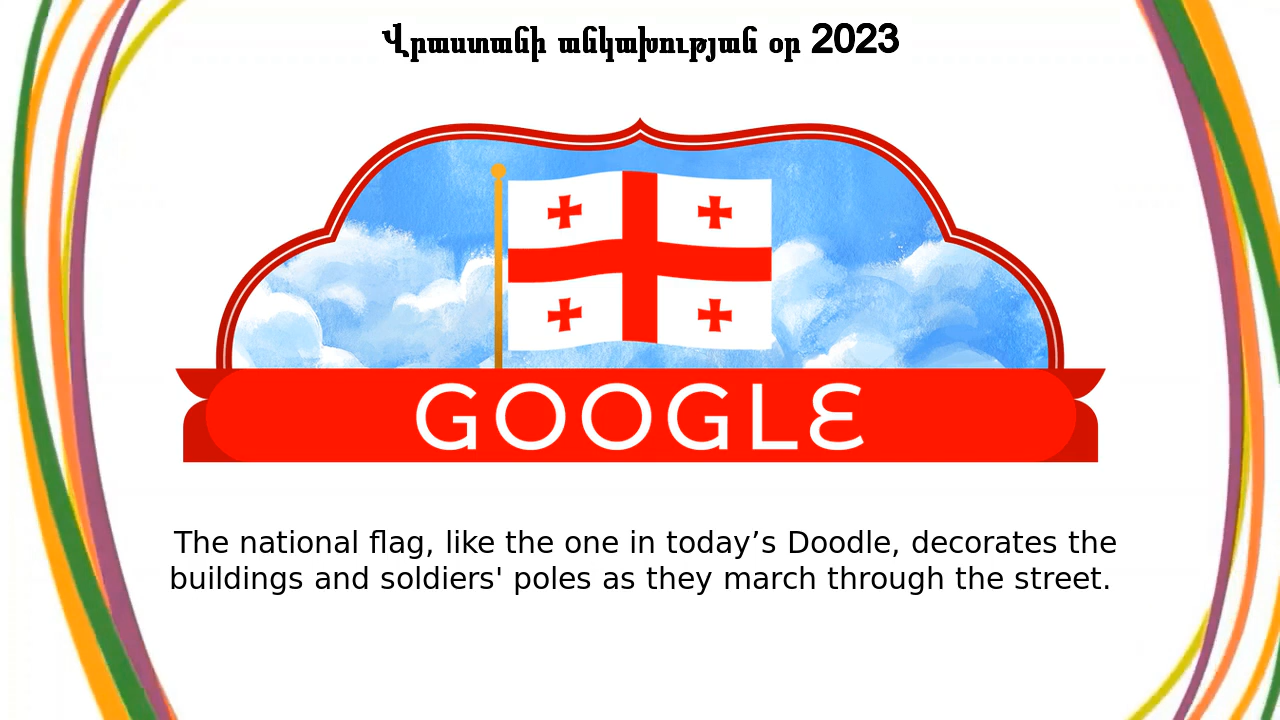 Վրաստանի անկախության օր 2023
GOOGLE
The national flag, like the one in today’s Doodle, decorates the
buildings and soldiers' poles as they march through the street.